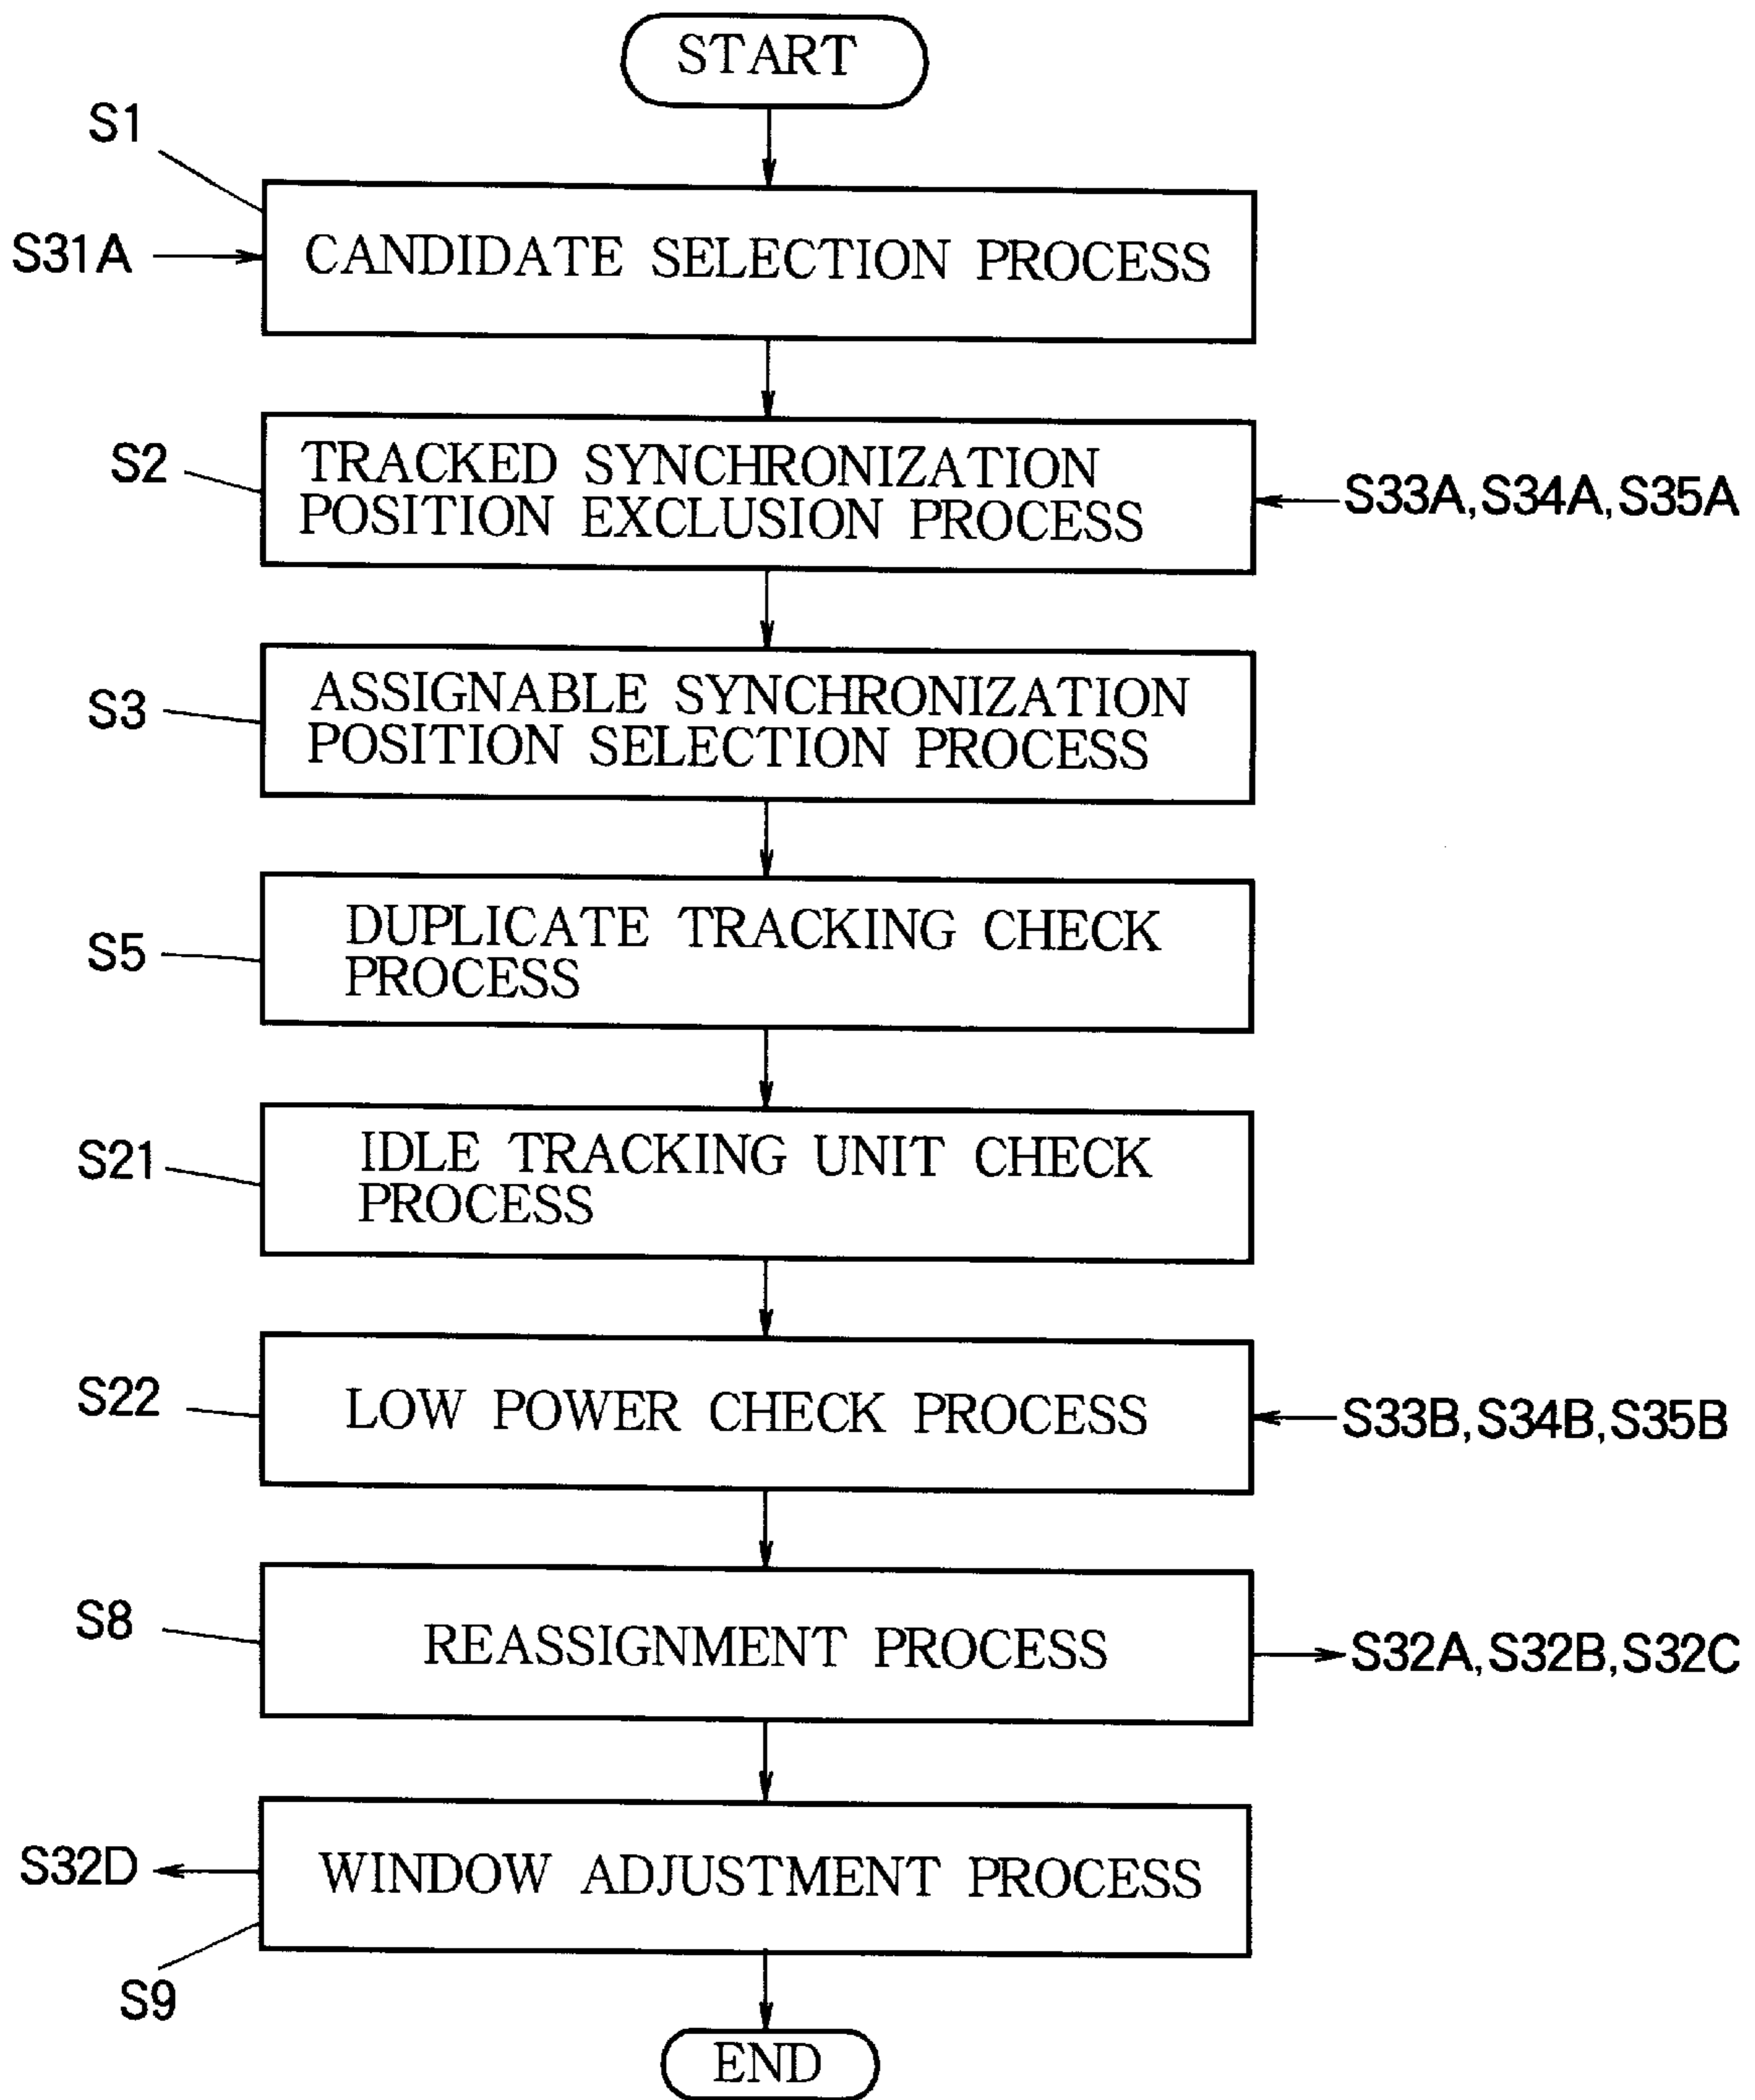 START
S1
S31A
CANDIDATE SELECTION PROCESS
S2
TRACKED SYNCHRONIZATION
POSITION EXCLUSION PROCESS
S33A, S34A, S35A
S3
ASSIGNABLE SYNCHRONIZATION
POSITION SELECTION PROCESS
S5
DUPLICATE TRACKING CHECK
PROCESS
S21
IDLE TRACKING UNIT CHECK
PROCESS
S22
LOW POWER CHECK PROCESS
S33B, S34B, S35B
S8
REASSIGNMENT PROCESS
S32A, S32B, S32C
S32D
WINDOW ADJUSTMENT PROCESS
S9
END